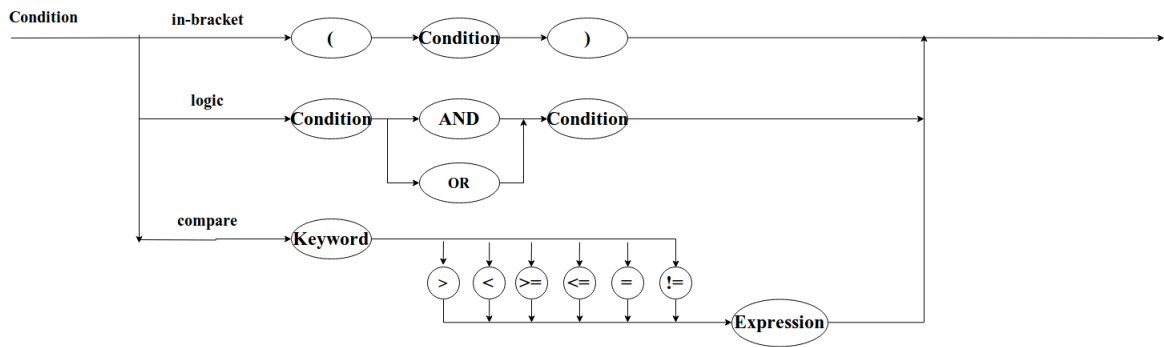 Condition
in-bracket
( Condition )
logic
Condition AND Condition
OR
compare
Keyword
> < >= <= = !=
Expression